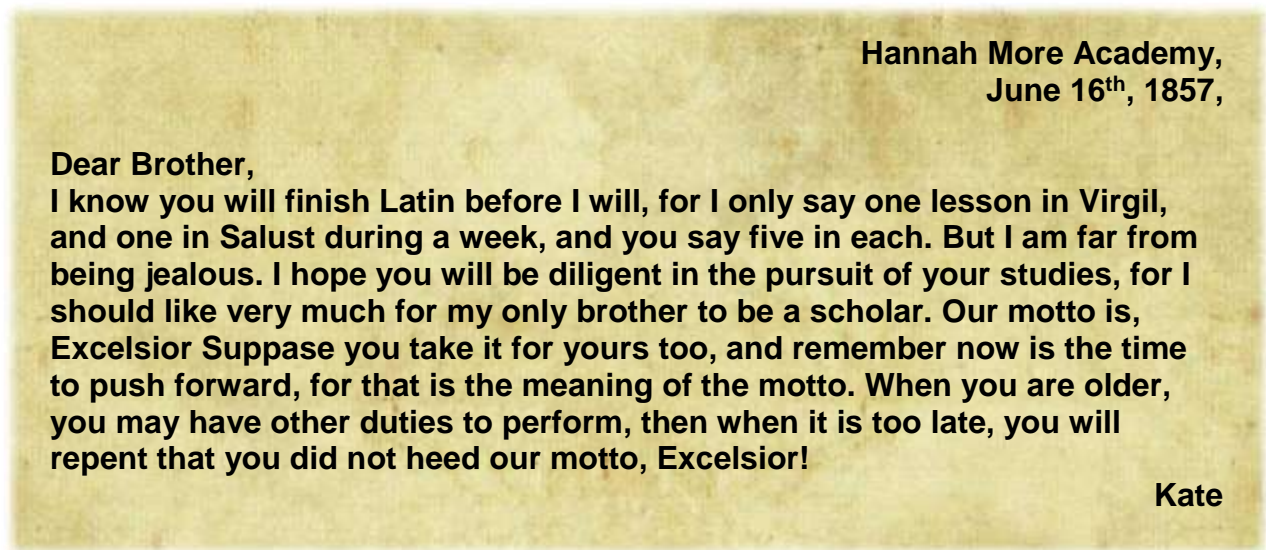 Hannah More Academy,
June 16th, 1857,
Dear Brother,
I know you will finish Latin before I will, for I only say one lesson in Virgil,
and one in Salust during a week, and you say five in each. But I am far from
being jealous. I hope you will be diligent in the pursuit of your studies, for I
should like very much for my only brother to be a scholar. Our motto is,
Excelsior Suppase you take it for yours too, and remember now is the time
to push forward, for that is the meaning of the motto. When you are older,
you may have other duties to perform, then when it is too late, you will
repent that you did not heed our motto, Excelsior!
Kate